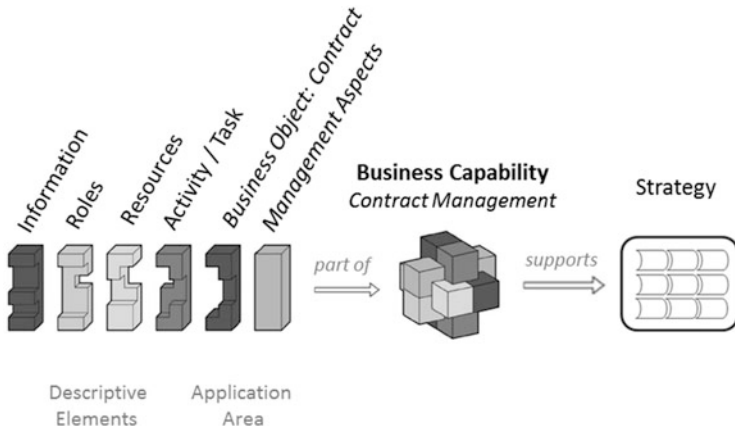 Information
Roles
Resources
Activity / Task
Business Object: Contract
Management Aspects
Business Capability
Contract Management
Strategy
part of
supports
Descriptive
Elements
Application
Area